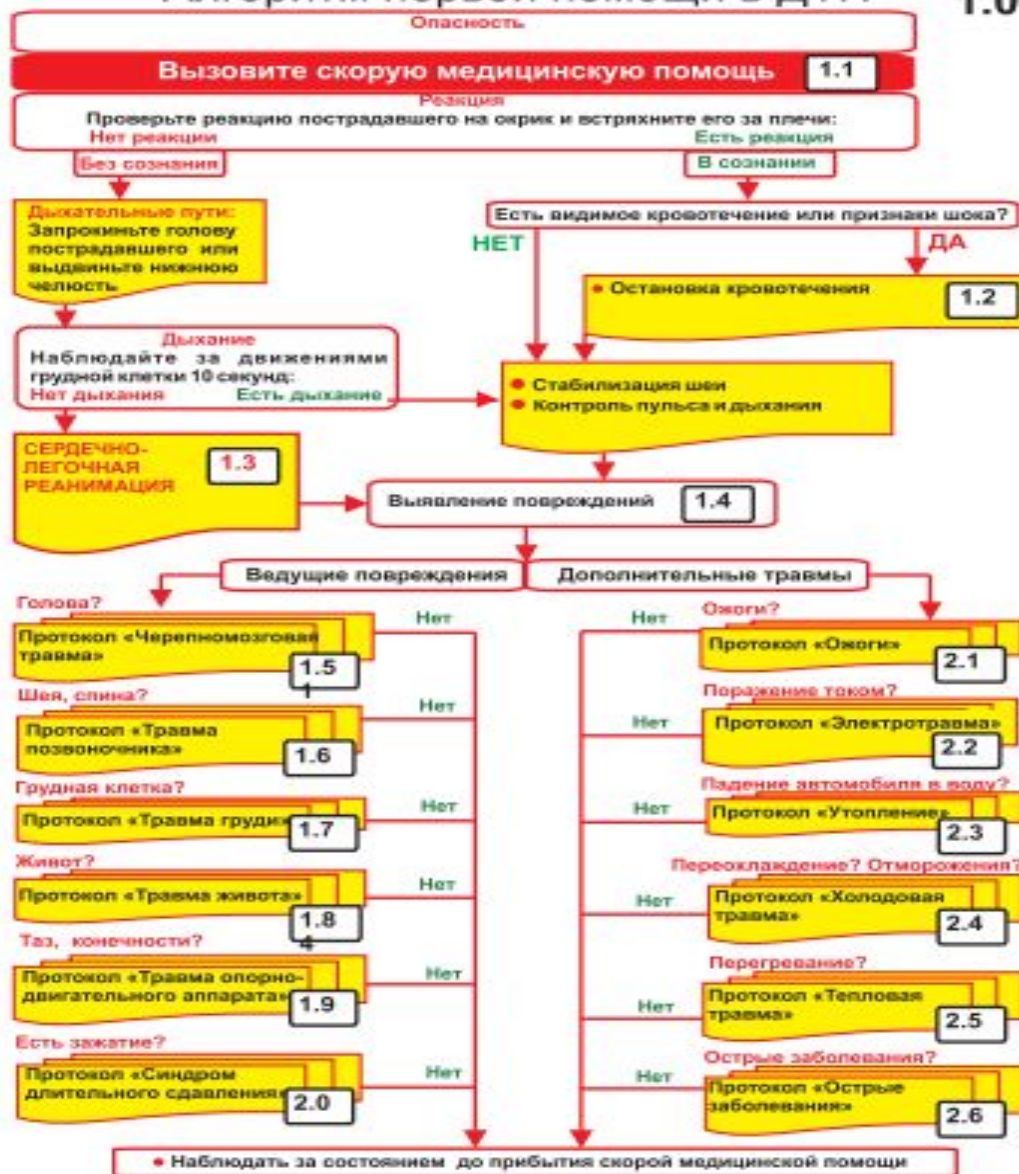 1.0
Опасность
Вызовите скорую медицинскую помощь 1.1
Реакция
Проверьте реакцию пострадавшего на окрик и встряхните его за плечи:
Нет реакции Есть реакция
Без сознания В сознании
Дыхательные пути:
Запрокиньте голову
пострадавшего или
выдвиньте нижнюю
челюсть
Есть видимое кровотечение или признаки шока?
НЕТ ДА
• Остановка кровотечения 1.2
Дыхание
Наблюдайте за движениями
грудной клетки 10 секунд:
Нет дыхания Есть дыхание
• Стабилизация шеи
• Контроль пульса и дыхания
СЕРДЕЧНО-
ЛЕГОЧНАЯ
РЕАНИМАЦИЯ
1.3
Выявление повреждений 1.4
Ведущие повреждения Дополнительные травмы
Голова?
Нет
Протокол «Черепномозговая
травма»
1.5
1
Шея, спина?
Нет
Протокол «Травма
позвоночника»
1.6
Грудная клетка?
Нет
Протокол «Травма груди»
1.7
Живот?
Нет
Протокол «Травма живота»
1.8
4
Таз, конечности?
Нет
Протокол «Травма опорно-
двигательного аппарата»
1.9
Есть зажатие?
Нет
Протокол «Синдром
длительного сдавления»
2.0
Ожоги?
Нет
Протокол «Ожоги»
2.1
Поражение током?
Нет
Протокол «Электротравма»
2.2
Падение автомобиля в воду?
Нет
Протокол «Утопление»
2.3
Переохлаждение? Отморожения?
Нет
Протокол «Холодовая
травма»
2.4
Перегревание?
Нет
Протокол «Тепловая
травма»
2.5
Острые заболевания?
Нет
Протокол «Острые
заболевания»
2.6
• Наблюдать за состоянием до прибытия скорой медицинской помощи